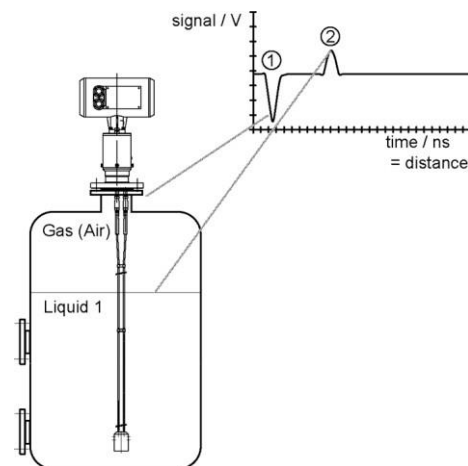 signal / V
①
②
time / ns
= distance
Gas (Air)
Liquid 1